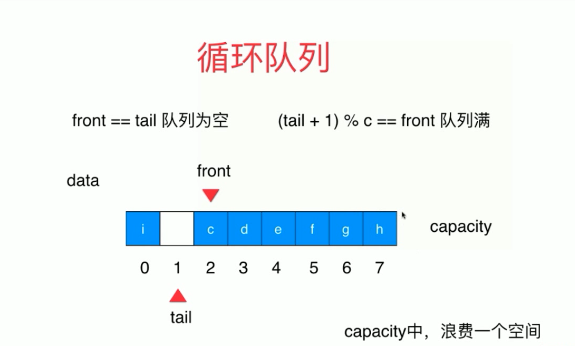 循环队列
front == tail 队列为空 (tail + 1) % c == front 队列满
data
front
i c d e f g h
capacity
0 1 2 3 4 5 6 7
tail
capacity中，浪费一个空间